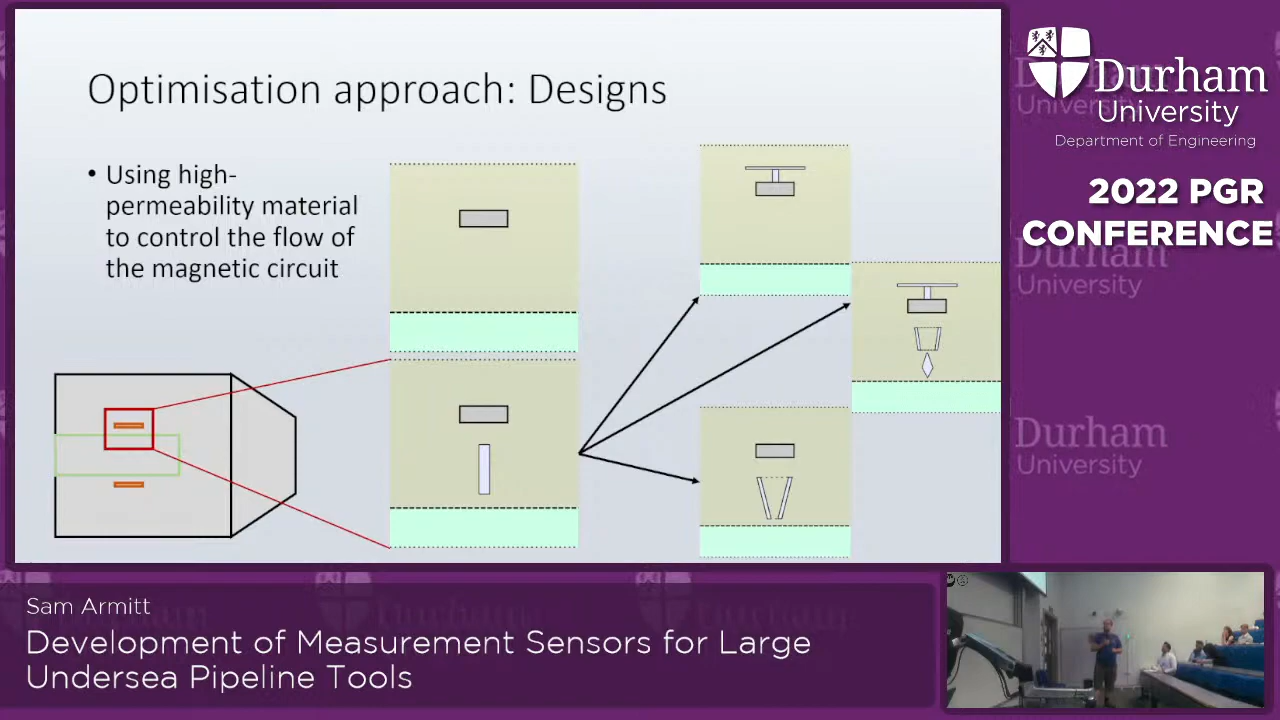 Optimisation approach: Designs
• Using high-
permeability material
to control the flow of
the magnetic circuit
Durham
University
Department of Engineering
2022 PGR
CONFERENCE
Durham
University
Durham
University
Sam Armitt
Development of Measurement Sensors for Large
Undersea Pipeline Tools